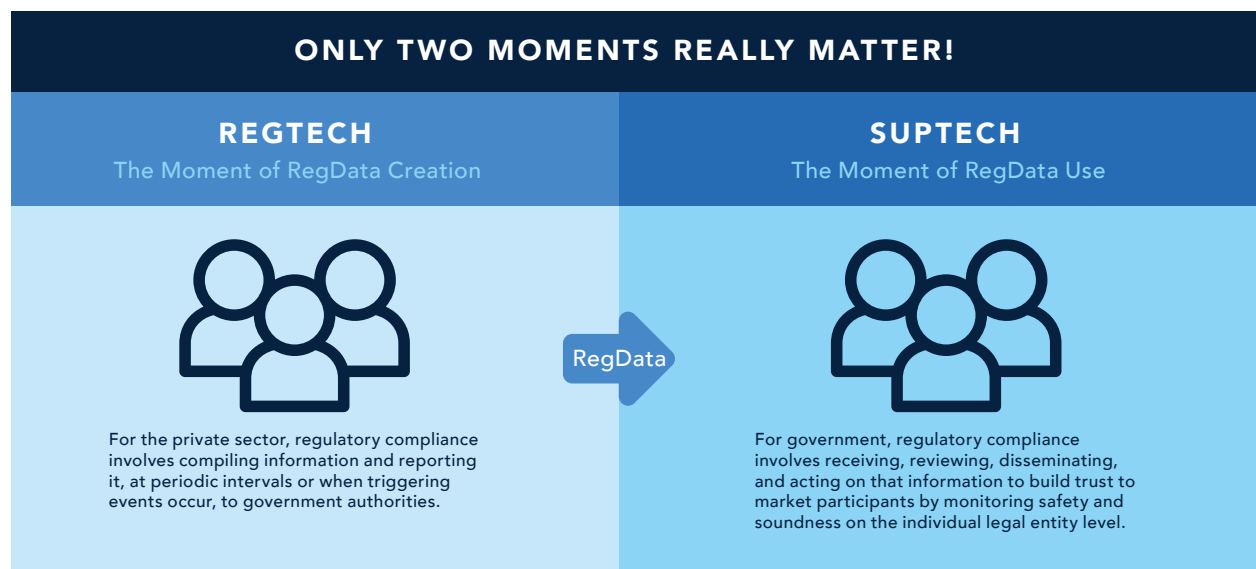 ONLY TWO MOMENTS REALLY MATTER!
REGTECH
The Moment of RegData Creation
SUPTECH
The Moment of RegData Use
RegData
For the private sector, regulatory compliance
involves compiling information and reporting
it, at periodic intervals or when triggering
events occur, to government authorities.
For government, regulatory compliance
involves receiving, reviewing, disseminating,
and acting on that information to build trust to
market participants by monitoring safety and
soundness on the individual legal entity level.